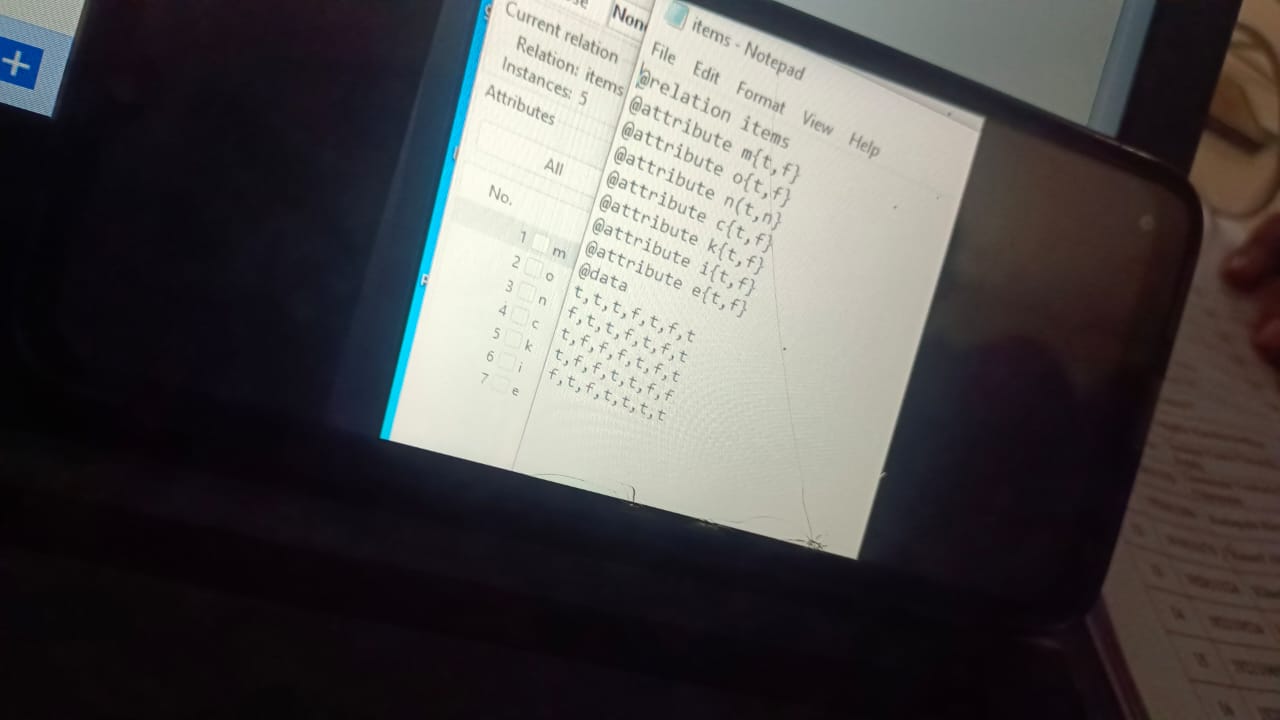 None
Current relation
Relation: items
Instances: 5
Attributes
All
No.
1 m
2 o
3 n
4 c
5 k
6 i
7 e
items - Notepad
File Edit Format View Help
@relation items
@attribute m{t,f}
@attribute o{t,f}
@attribute n(t,n}
@attribute c{t,f}
@attribute k{t,f}
@attribute i{t,f}
@attribute e{t,f}
@data
t,t,t,f,t,f,t
f,t,t,f,t,f,t
t,f,f,f,t,f,t
t,f,f,t,t,f,f
f,t,f,t,t,t,t